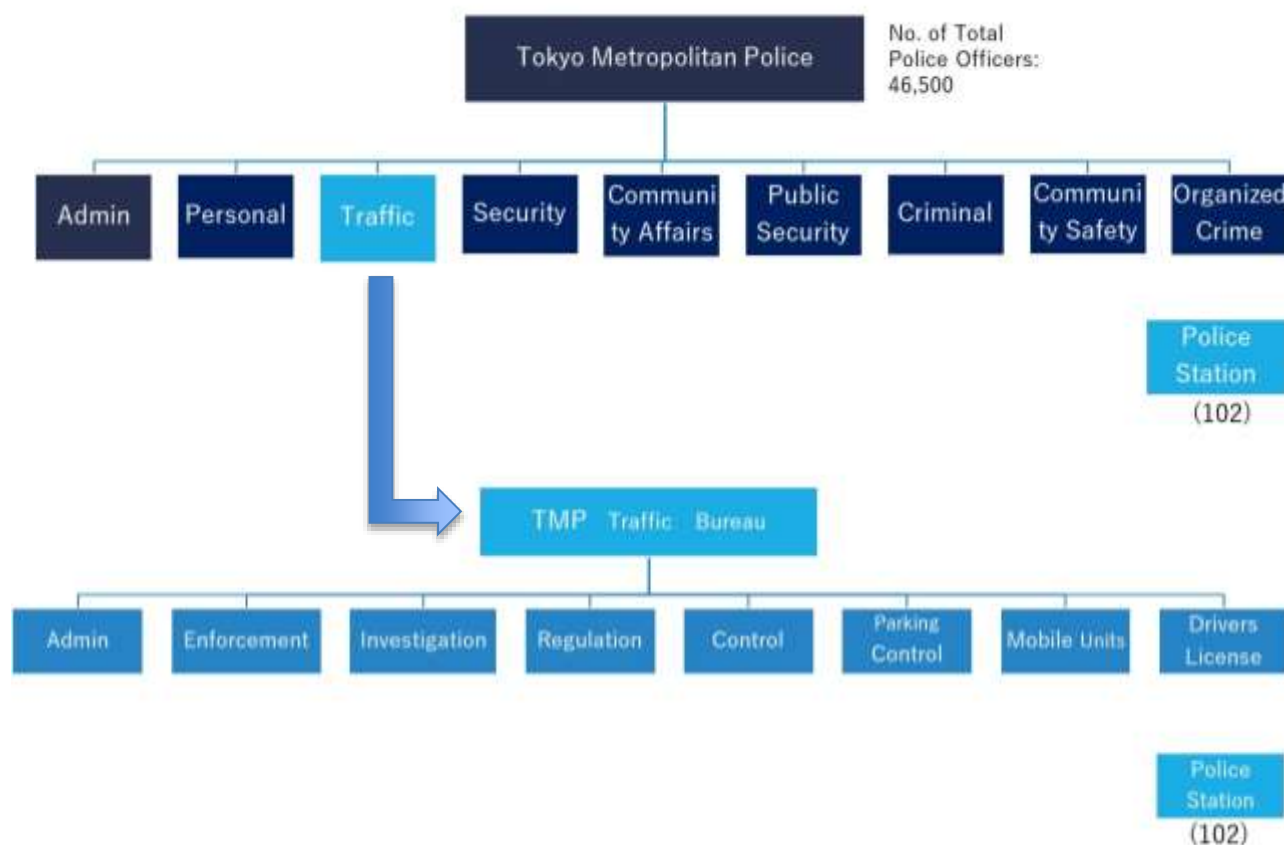 Tokyo Metropolitan Police
No. of Total
Police Officers:
46,500
Admin
Personal
Traffic
Security
Communi
ty Affairs
Public
Security
Criminal
Communi
ty Safety
Organized
Crime
Police
Station
(102)
TMP Traffic Bureau
Admin
Enforcement
Investigation
Regulation
Control
Parking
Control
Mobile Units
Drivers
License
Police
Station
(102)